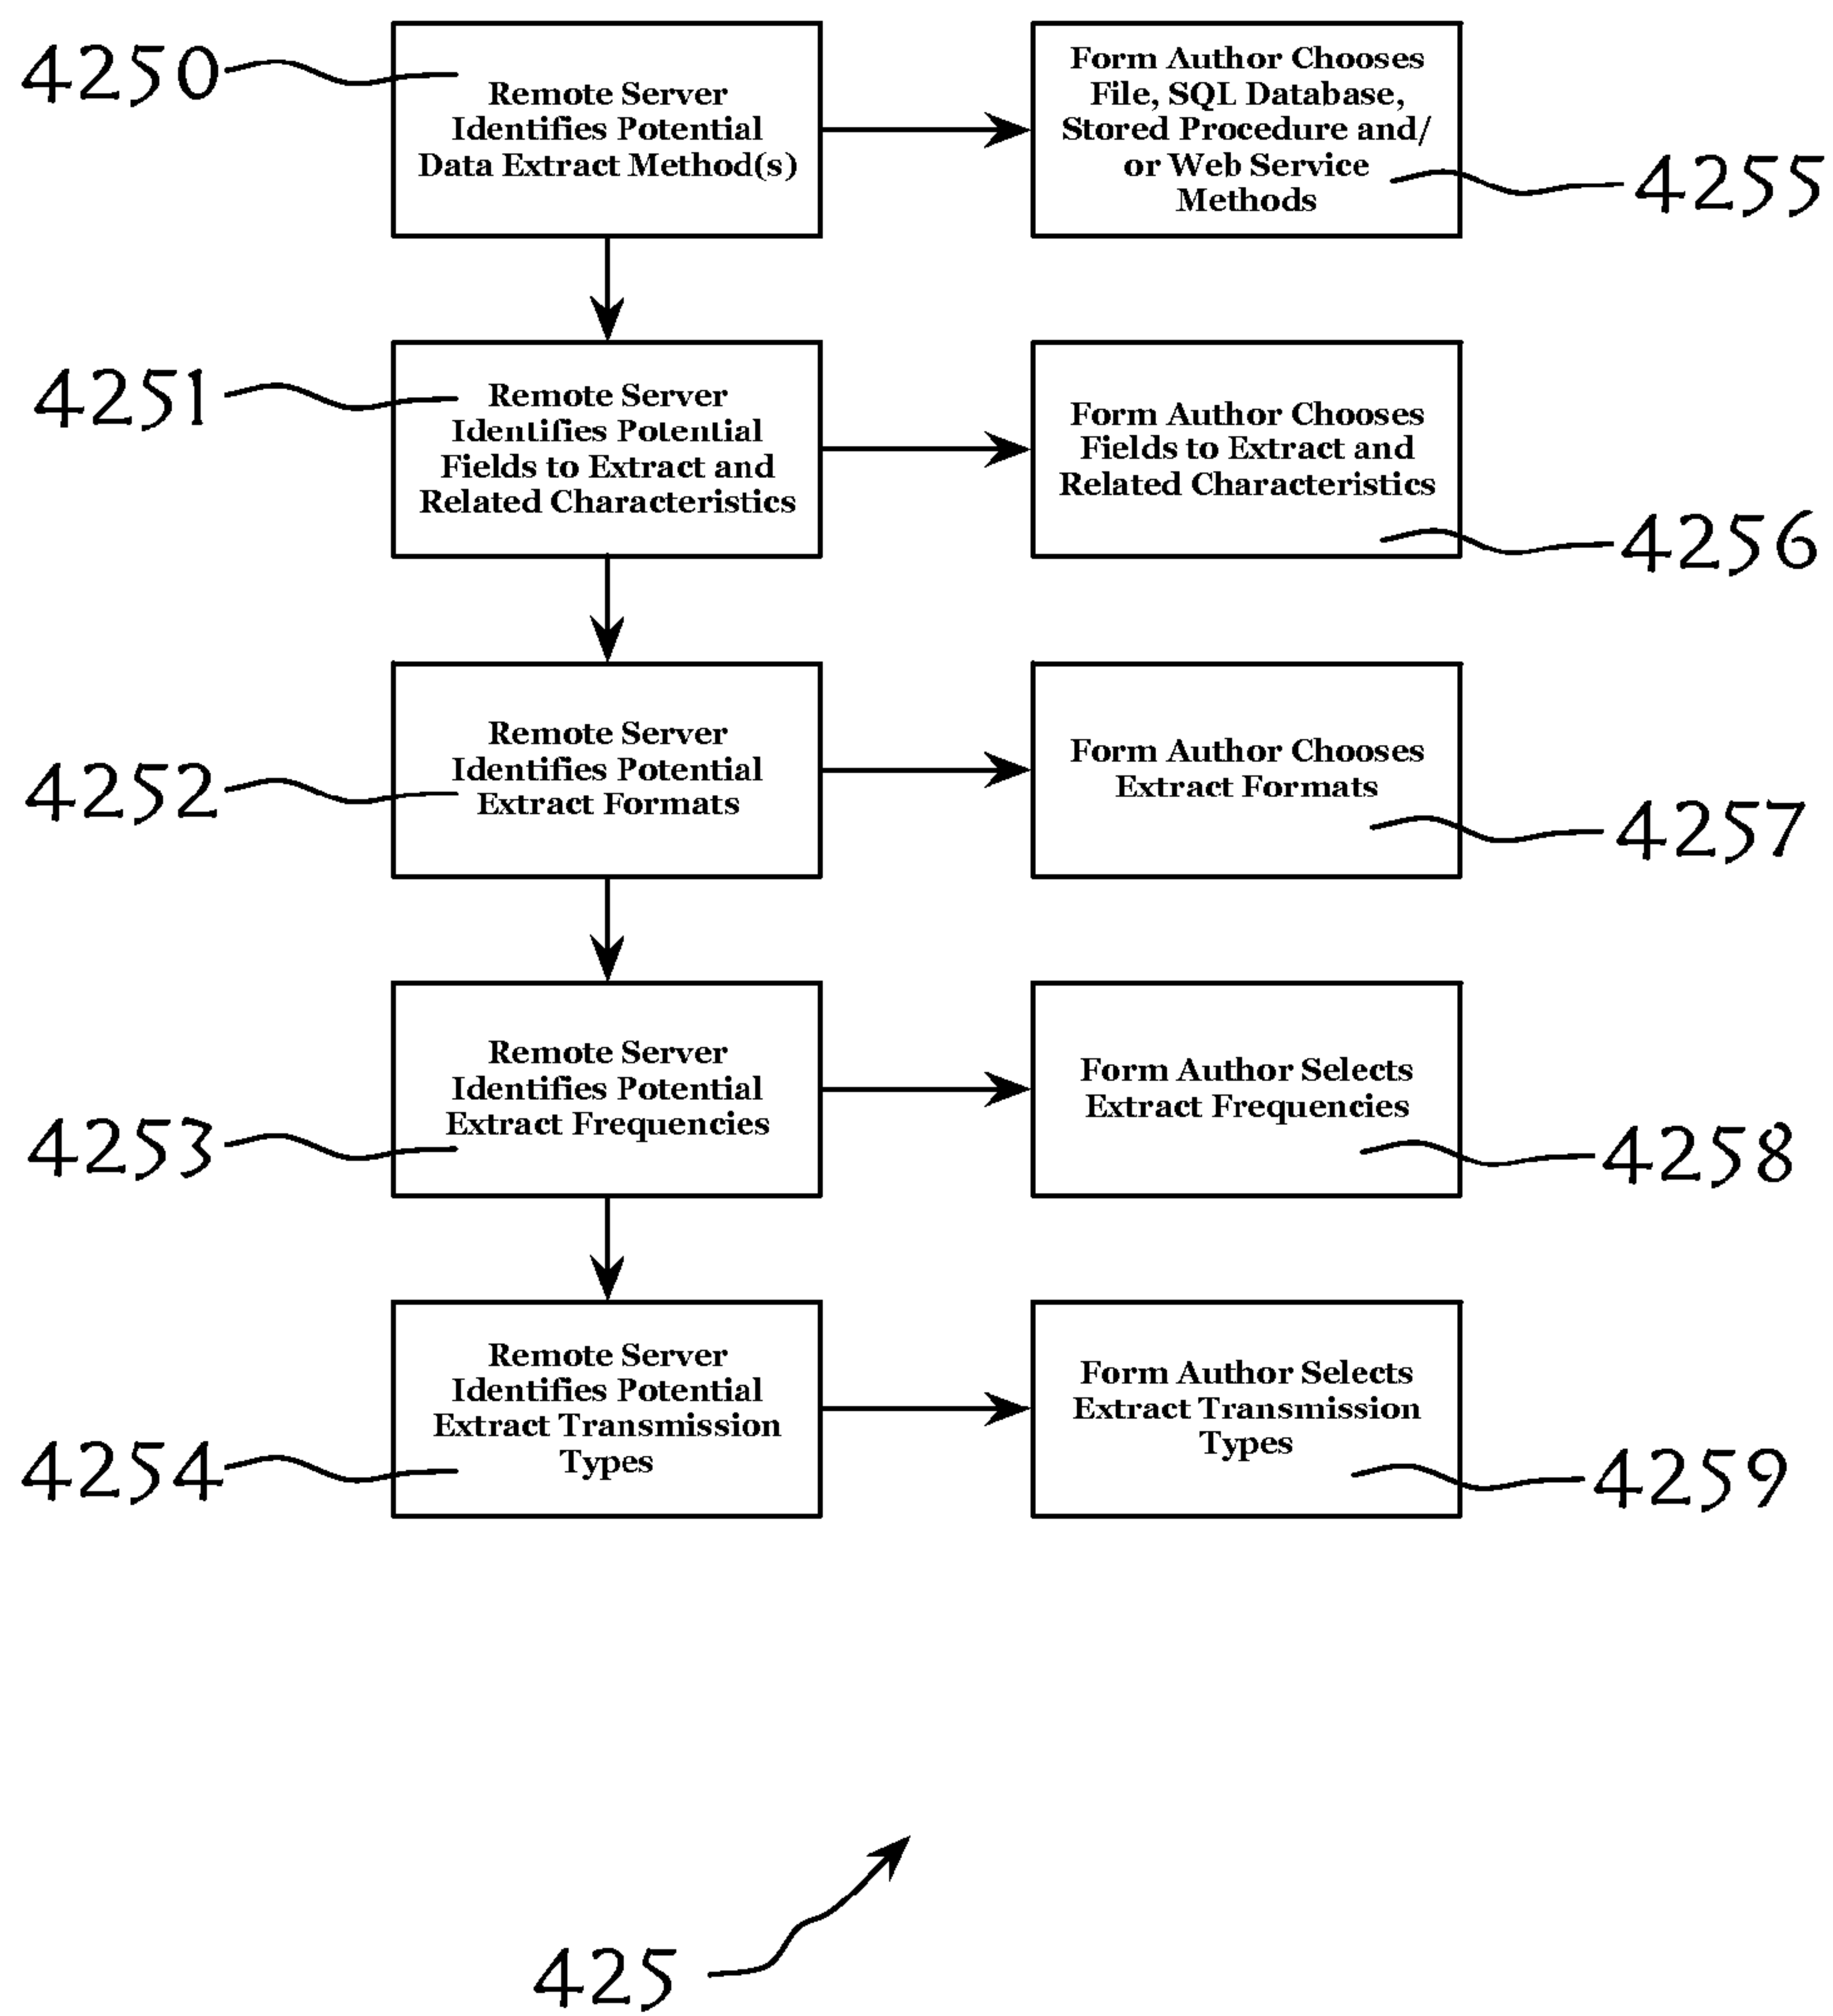 4250
Remote Server
Identifies Potential
Data Extract Method(s)
Form Author Chooses
File, SQL Database,
Stored Procedure and/
or Web Service
Methods
4255
4251
Remote Server
Identifies Potential
Fields to Extract and
Related Characteristics
Form Author Chooses
Fields to Extract and
Related Characteristics
4256
4252
Remote Server
Identifies Potential
Extract Formats
Form Author Chooses
Extract Formats
4257
4253
Remote Server
Identifies Potential
Extract Frequencies
Form Author Selects
Extract Frequencies
4258
4254
Remote Server
Identifies Potential
Extract Transmission
Types
Form Author Selects
Extract Transmission
Types
4259
425